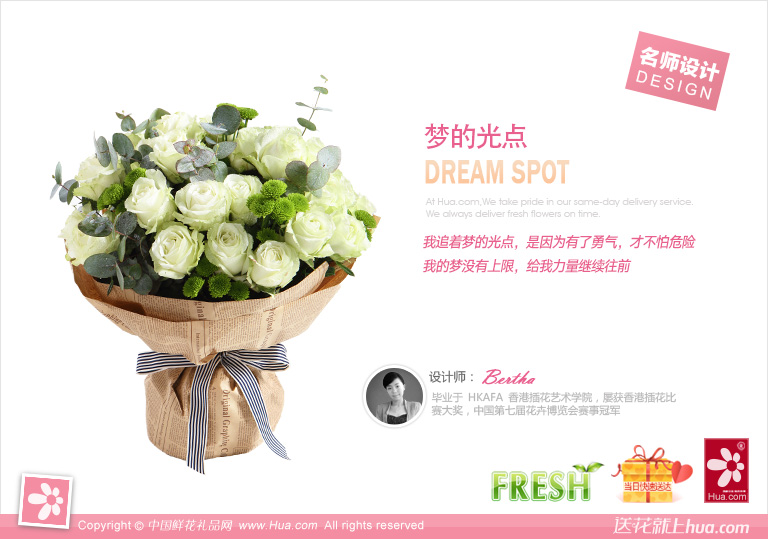 名师设计
DESIGN
梦的光点
DREAM SPOT
At Hua.com,We take pride in our same-day delivery service.
We always deliver fresh flowers on time.
我追着梦的光点，是因为有了勇气，才不怕危险
我的梦没有上限，给我力量继续往前
设计师： Bertha
毕业于 HKAFA 香港插花艺术学院，屡获香港插花比
赛大奖，中国第七届花卉博览会赛事冠军
Original Graphic
FRESH
当日快速送达
Hua.com
Copyright © 中国鲜花礼品网 www.Hua.com All rights reserved
送花就上hua.com